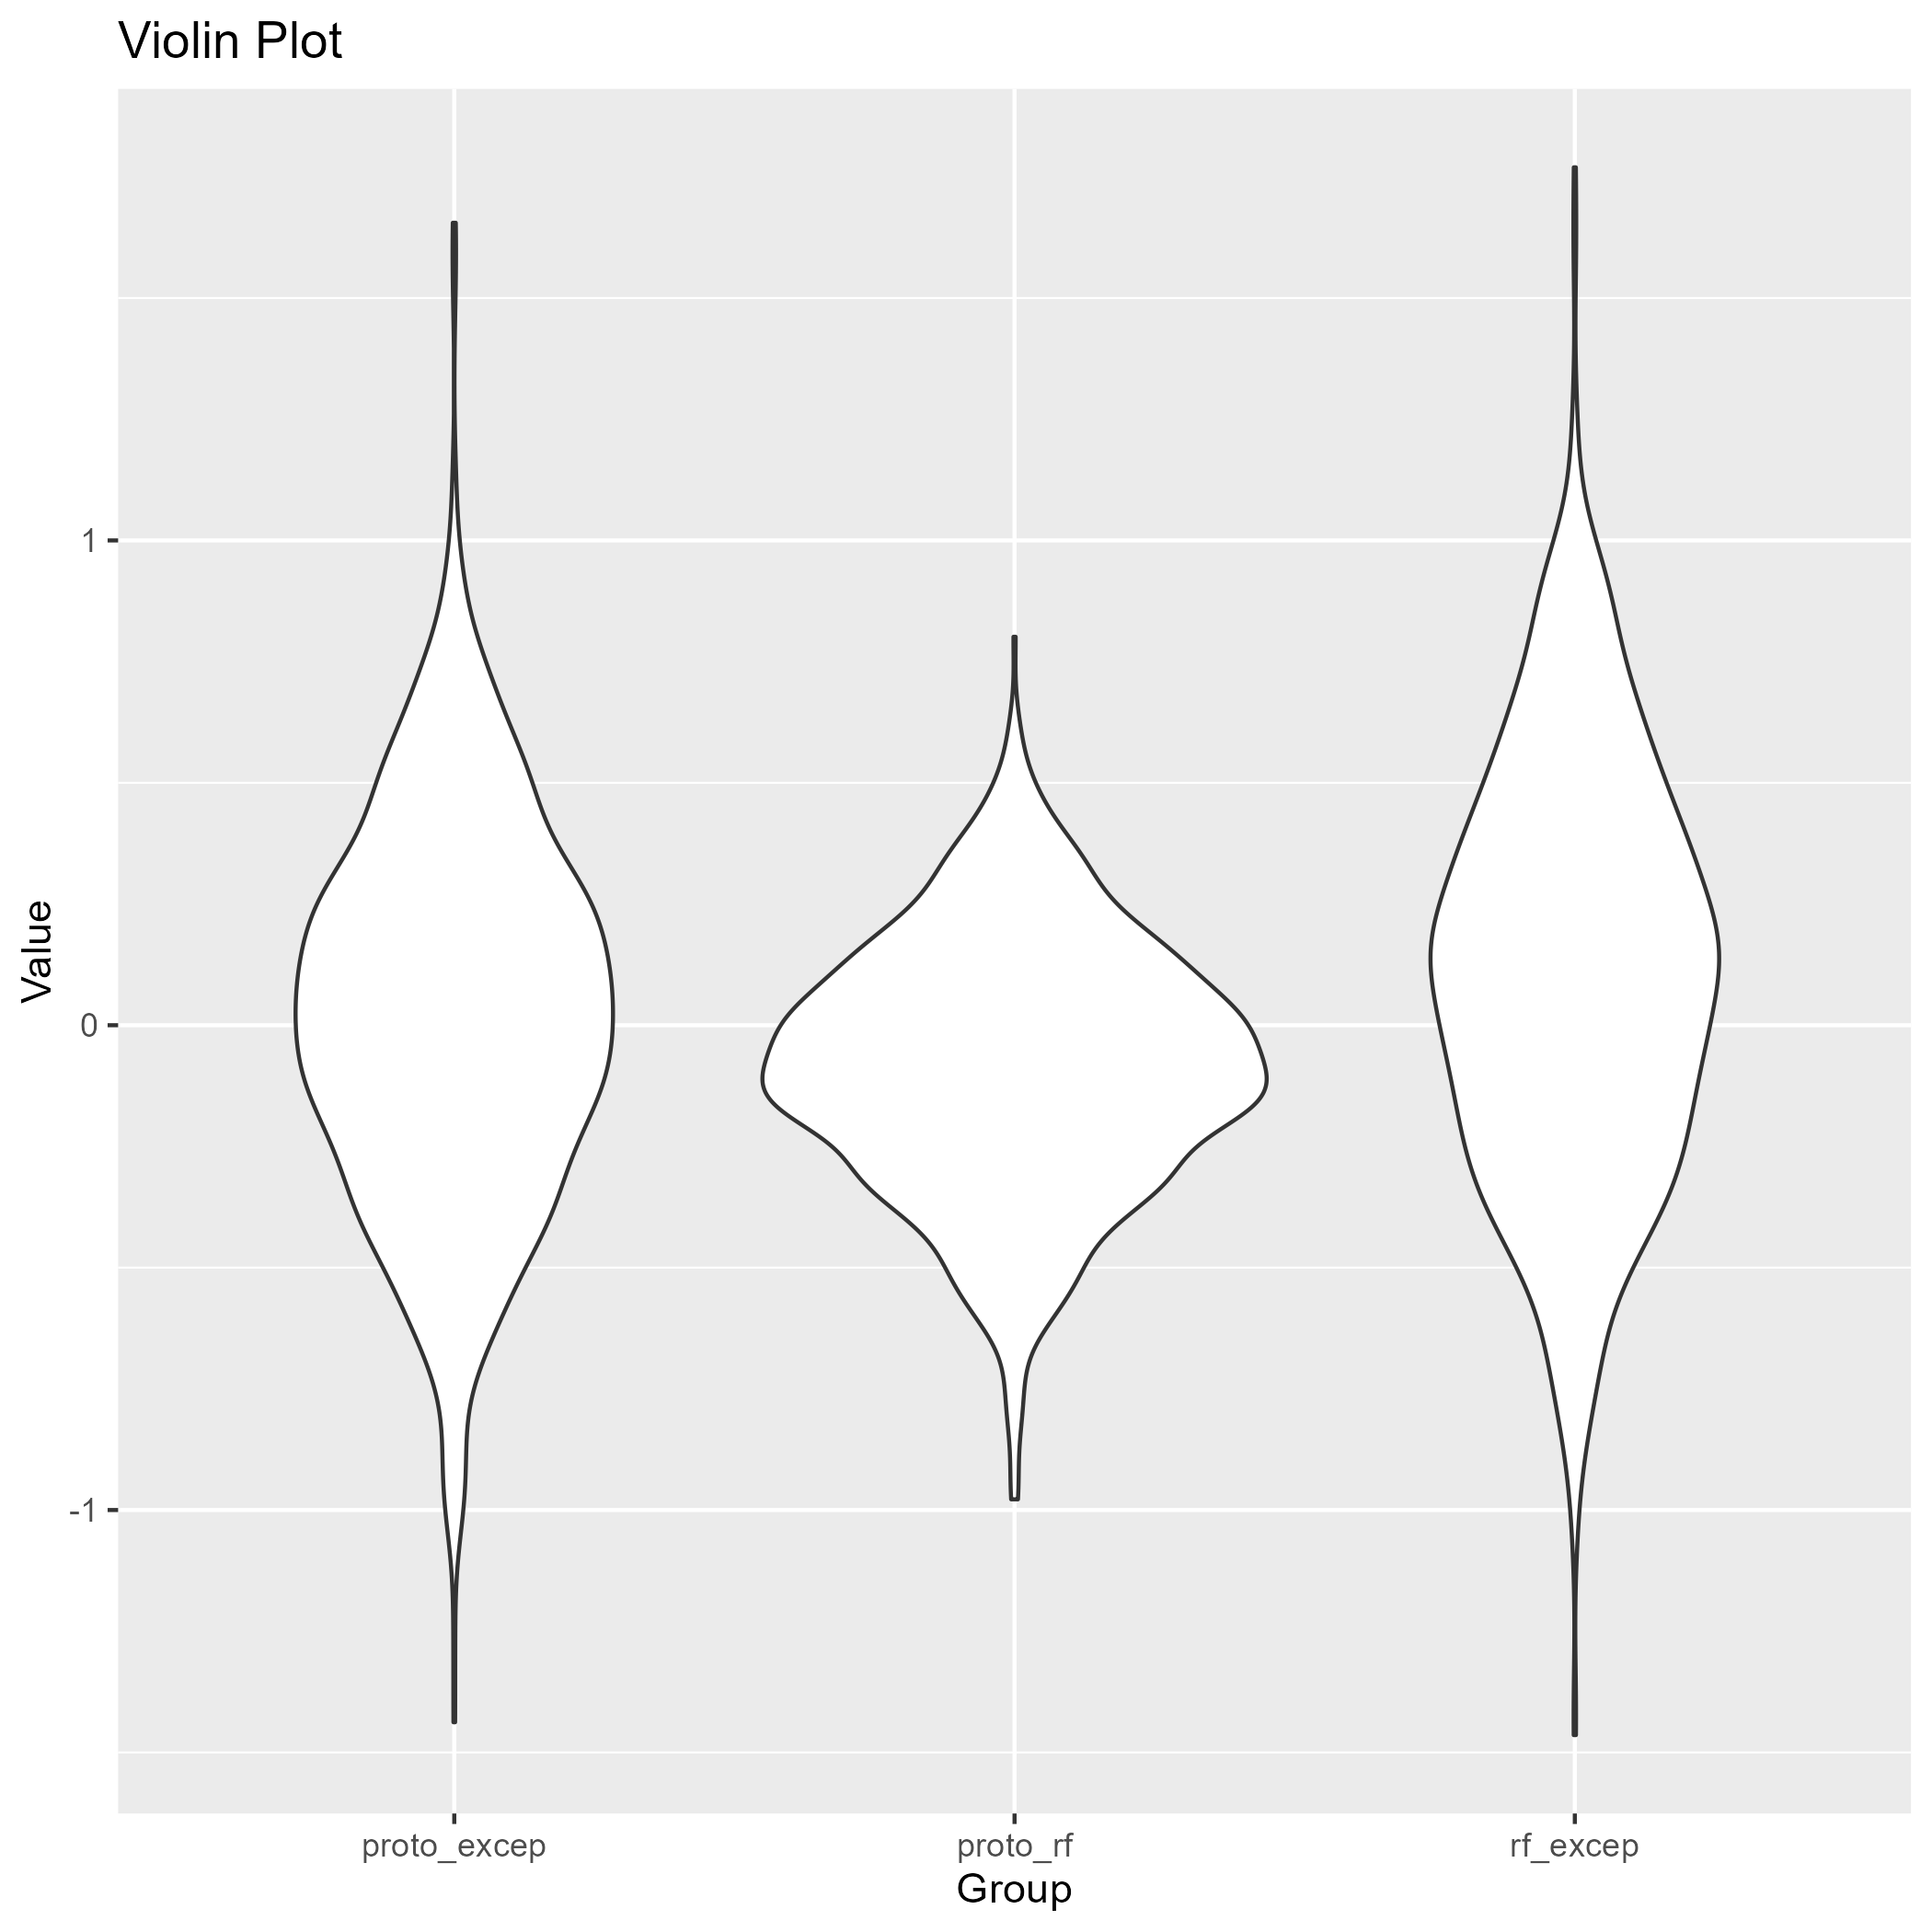 Violin Plot
Value
1
0
-1
proto_excep
proto_rf
rf_excep
Group